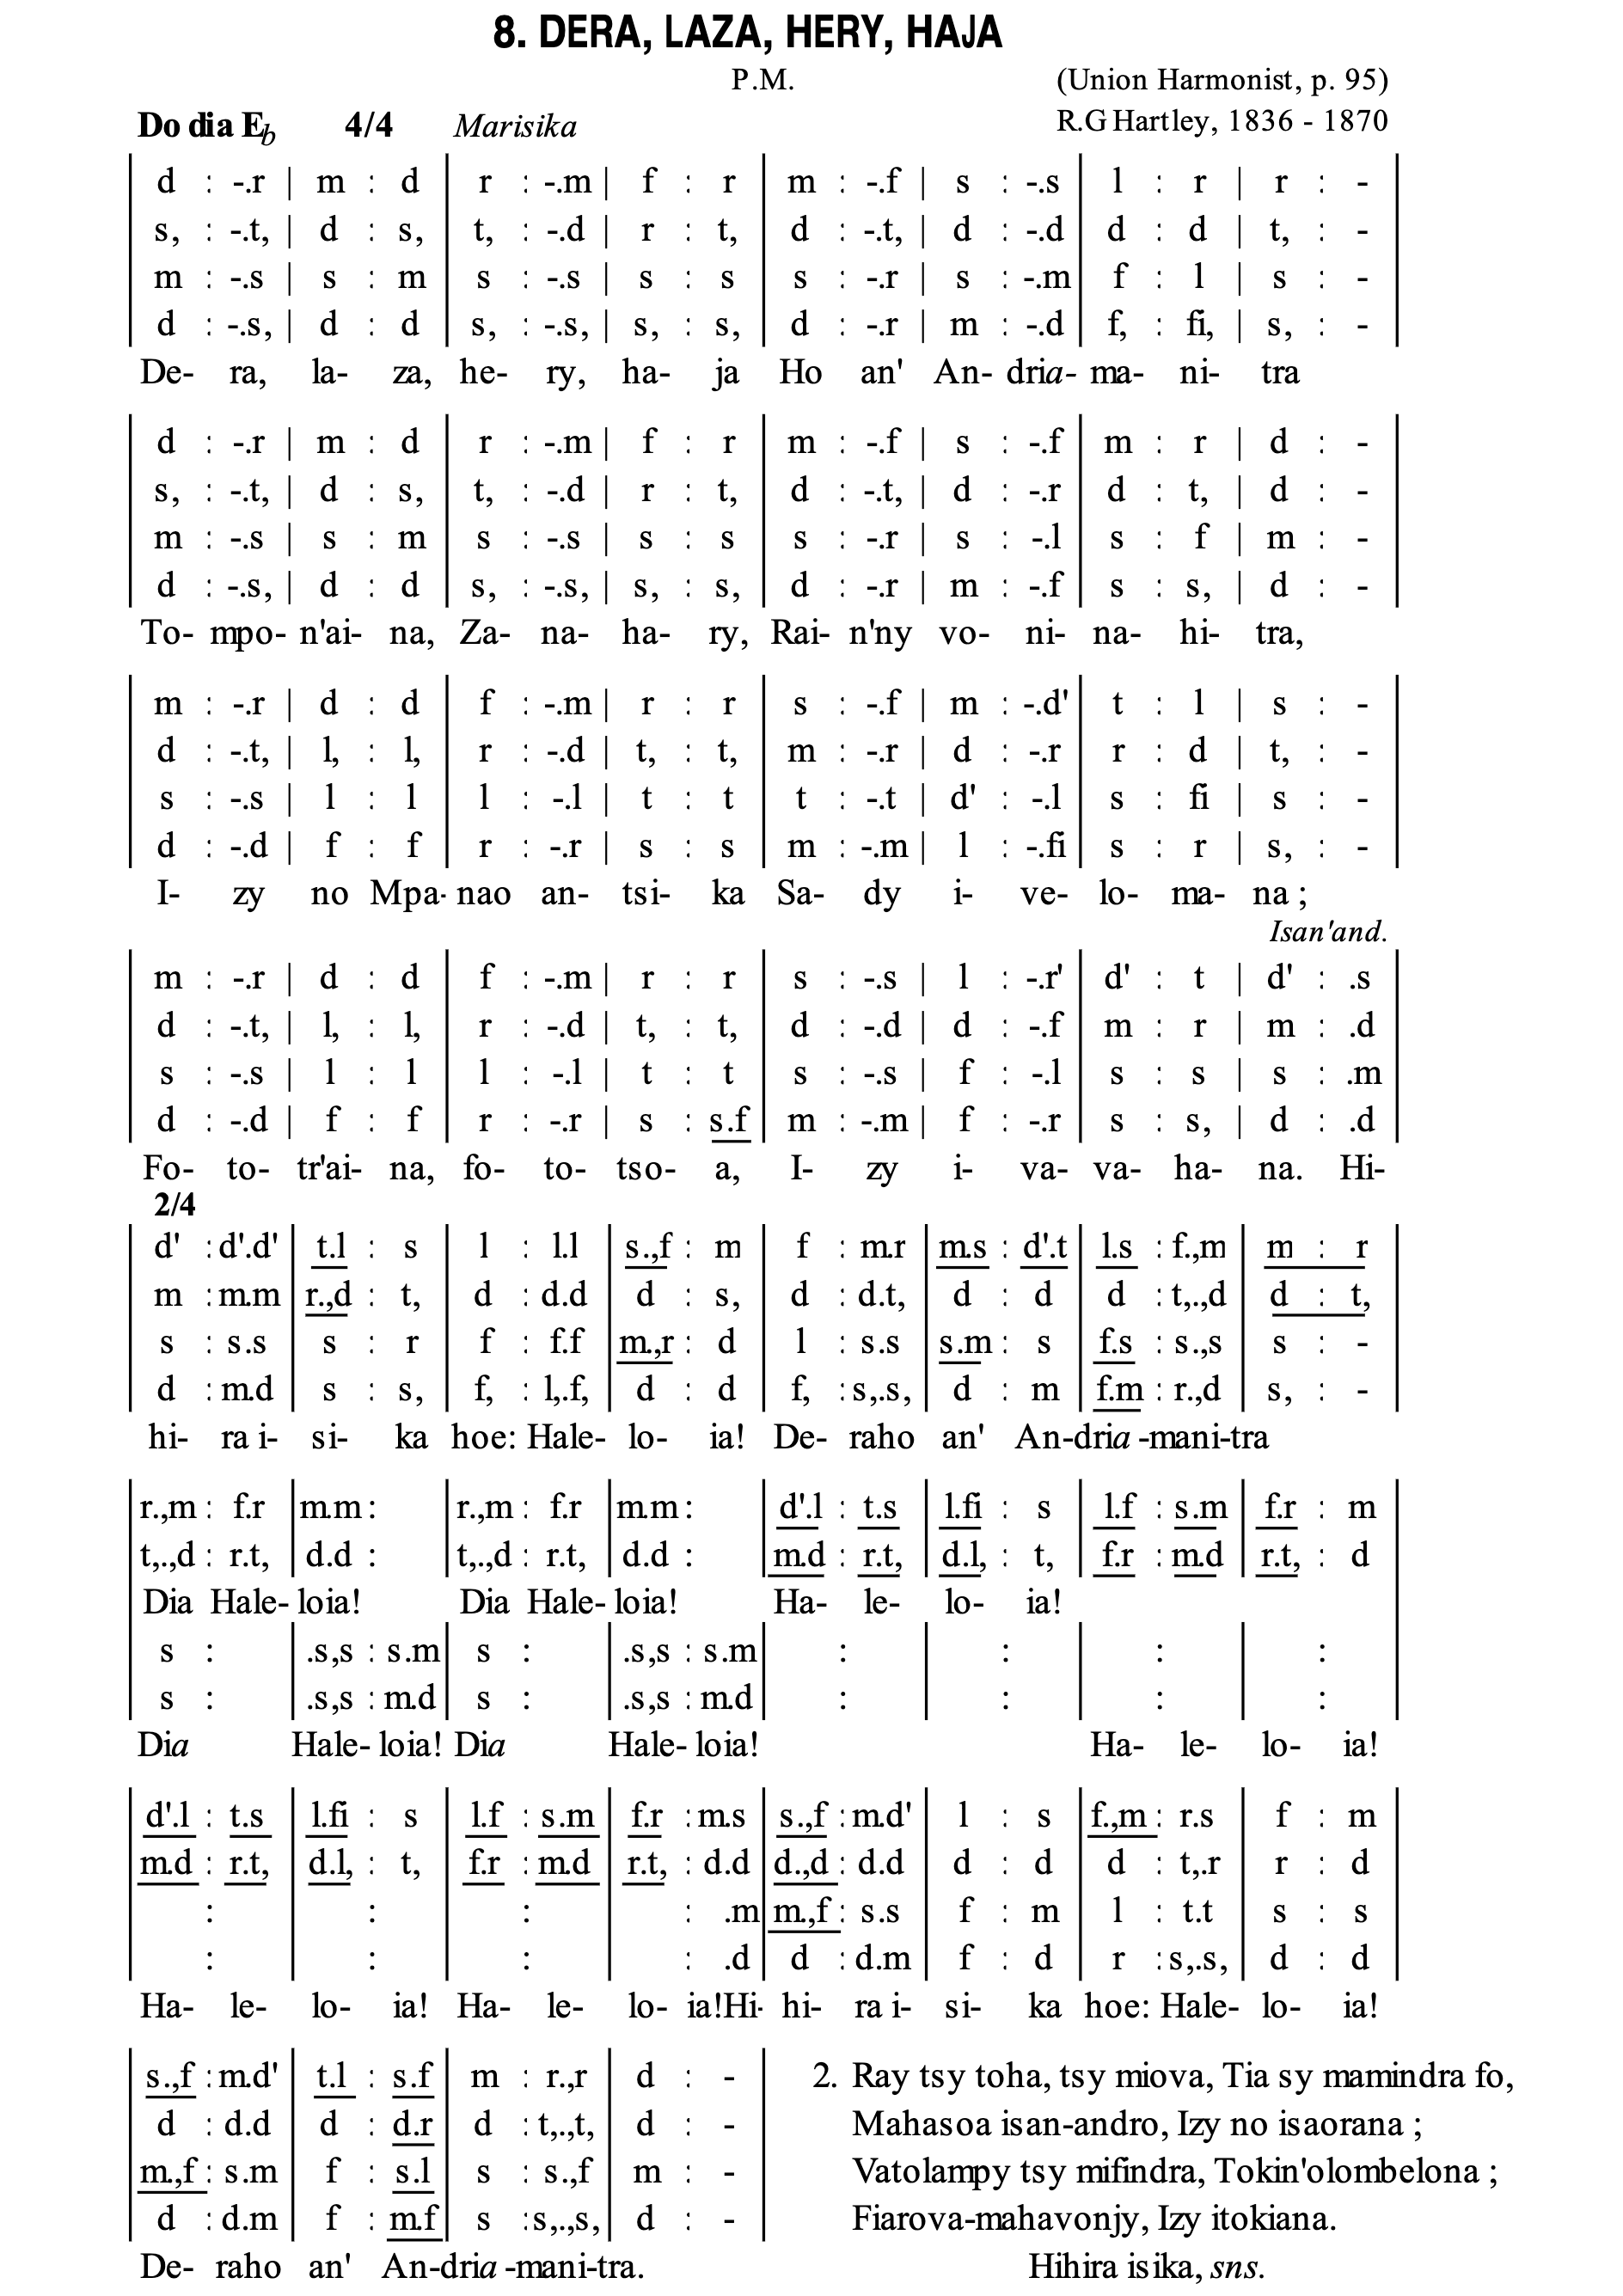 8. DERA, LAZA, HERY, HAJA
P.M.
(Union Harmonist, p. 95)
Do dia E♭ 4/4 Marisika
R.G Hartley, 1836 - 1870
| d : -.r | m : d | r : -.m | f : r | m : -.f | s : -.s | l : r | r : - |
| s, : -.t, | d : s, | t, : -.d | r : t, | d : -.t, | d : -.d | d : d | t, : - |
| m : -.s | s : m | s : -.s | s : s | s : -.r | s : -.m | f : l | s : - |
| d : -.s, | d : d | s, : -.s, | s, : s, | d : -.r | m : -.d | f, : fi, | s, : - |
De- ra, la- za, he- ry, ha- ja Ho an' An- dria- ma- ni- tra
| d : -.r | m : d | r : -.m | f : r | m : -.f | s : -.f | m : r | d : - |
| s, : -.t, | d : s, | t, : -.d | r : t, | d : -.t, | d : -.r | d : t, | d : - |
| m : -.s | s : m | s : -.s | s : s | s : -.r | s : -.l | s : f | m : - |
| d : -.s, | d : d | s, : -.s, | s, : s, | d : -.r | m : -.f | s : s, | d : - |
To- mpo- n'ai- na, Za- na- ha- ry, Rai- n'ny vo- ni- na- hi- tra,
| m : -.r | d : d | f : -.m | r : r | s : -.f | m : -.d' | t : l | s : - |
| d : -.t, | l, : l, | r : -.d | t, : t, | m : -.r | d : -.r | r : d | t, : - |
| s : -.s | l : l | l : -.l | t : t | t : -.t | d' : -.l | s : fi | s : - |
| d : -.d | f : f | r : -.r | s : s | m : -.m | l : -.fi | s : r | s, : - |
I- zy no Mpa- nao an- tsi- ka Sa- dy i- ve- lo- ma- na ;
Isan'and.
| m : -.r | d : d | f : -.m | r : r | s : -.s | l : -.r' | d' : t | d' : .s |
| d : -.t, | l, : l, | r : -.d | t, : t, | d : -.d | d : -.f | m : r | m : .d |
| s : -.s | l : l | l : -.l | t : t | s : -.s | f : -.l | s : s | s : .m |
| d : -.d | f : f | r : -.r | s : s.f | m : -.m | f : -.r | s : s, | d : .d |
Fo- to- tr'ai- na, fo- to- tso- a, I- zy i- va- va- ha- na. Hi-
2/4
| d' : d'.d' | t.l : s | l : l.l | s.,f : m | f : m.r | m.s : d'.t | l.s : f.,m | m : r |
| m : m.m | r.,d : t, | d : d.d | d : s, | d : d.t, | d : d | d : t,.,d | d : t, |
| s : s.s | s : r | f : f.f | m.,r : d | l : s.s | s.m : s | f.s : s.,s | s : - |
| d : m.d | s : s, | f, : l,.f, | d : d | f, : s,.s, | d : m | f.m : r.,d | s, : - |
hi- ra i- si- ka hoe: Hale- lo- ia! De- raho an' An-dria -mani-tra
| r.,m : f.r | m.m : | r.,m : f.r | m.m : | d'.l : t.s | l.fi : s | l.f : s.m | f.r : m |
| t,.,d : r.t, | d.d : | t,.,d : r.t, | d.d : | m.d : r.t, | d.l, : t, | f.r : m.d | r.t, : d |
Dia Hale- loia! Dia Hale- loia! Ha- le- lo- ia!
| s : | .s,s : s.m | s : | .s,s : s.m | : | : | : | : |
| s : | .s,s : m.d | s : | .s,s : m.d | : | : | : | : |
Dia Hale- loia! Dia Hale- loia! Ha- le- lo- ia!
| d'.l : t.s | l.fi : s | l.f : s.m | f.r : m.s | s.,f : m.d' | l : s | f.,m : r.s | f : m |
| m.d : r.t, | d.l, : t, | f.r : m.d | r.t, : d.d | d.,d : d.d | d : d | d : t,.r | r : d |
| : | : | : | : .m | m.,f : s.s | f : m | l : t.t | s : s |
| : | : | : | : .d | d : d.m | f : d | r : s,.s, | d : d |
Ha- le- lo- ia! Ha- le- lo- ia!Hi- hi- ra i- si- ka hoe: Hale- lo- ia!
| s.,f : m.d' | t.l : s.f | m : r.,r | d : - |
| d : d.d | d : d.r | d : t,.,t, | d : - |
| m.,f : s.m | f : s.l | s : s.,f | m : - |
| d : d.m | f : m.f | s : s,.,s, | d : - |
De- raho an' An-dria -mani-tra.
2. Ray tsy toha, tsy miova, Tia sy mamindra fo,
Mahasoa isan-andro, Izy no isaorana ;
Vatolampy tsy mifindra, Tokin'olombelona ;
Fiarova-mahavonjy, Izy itokiana.
Hihira isika, sns.